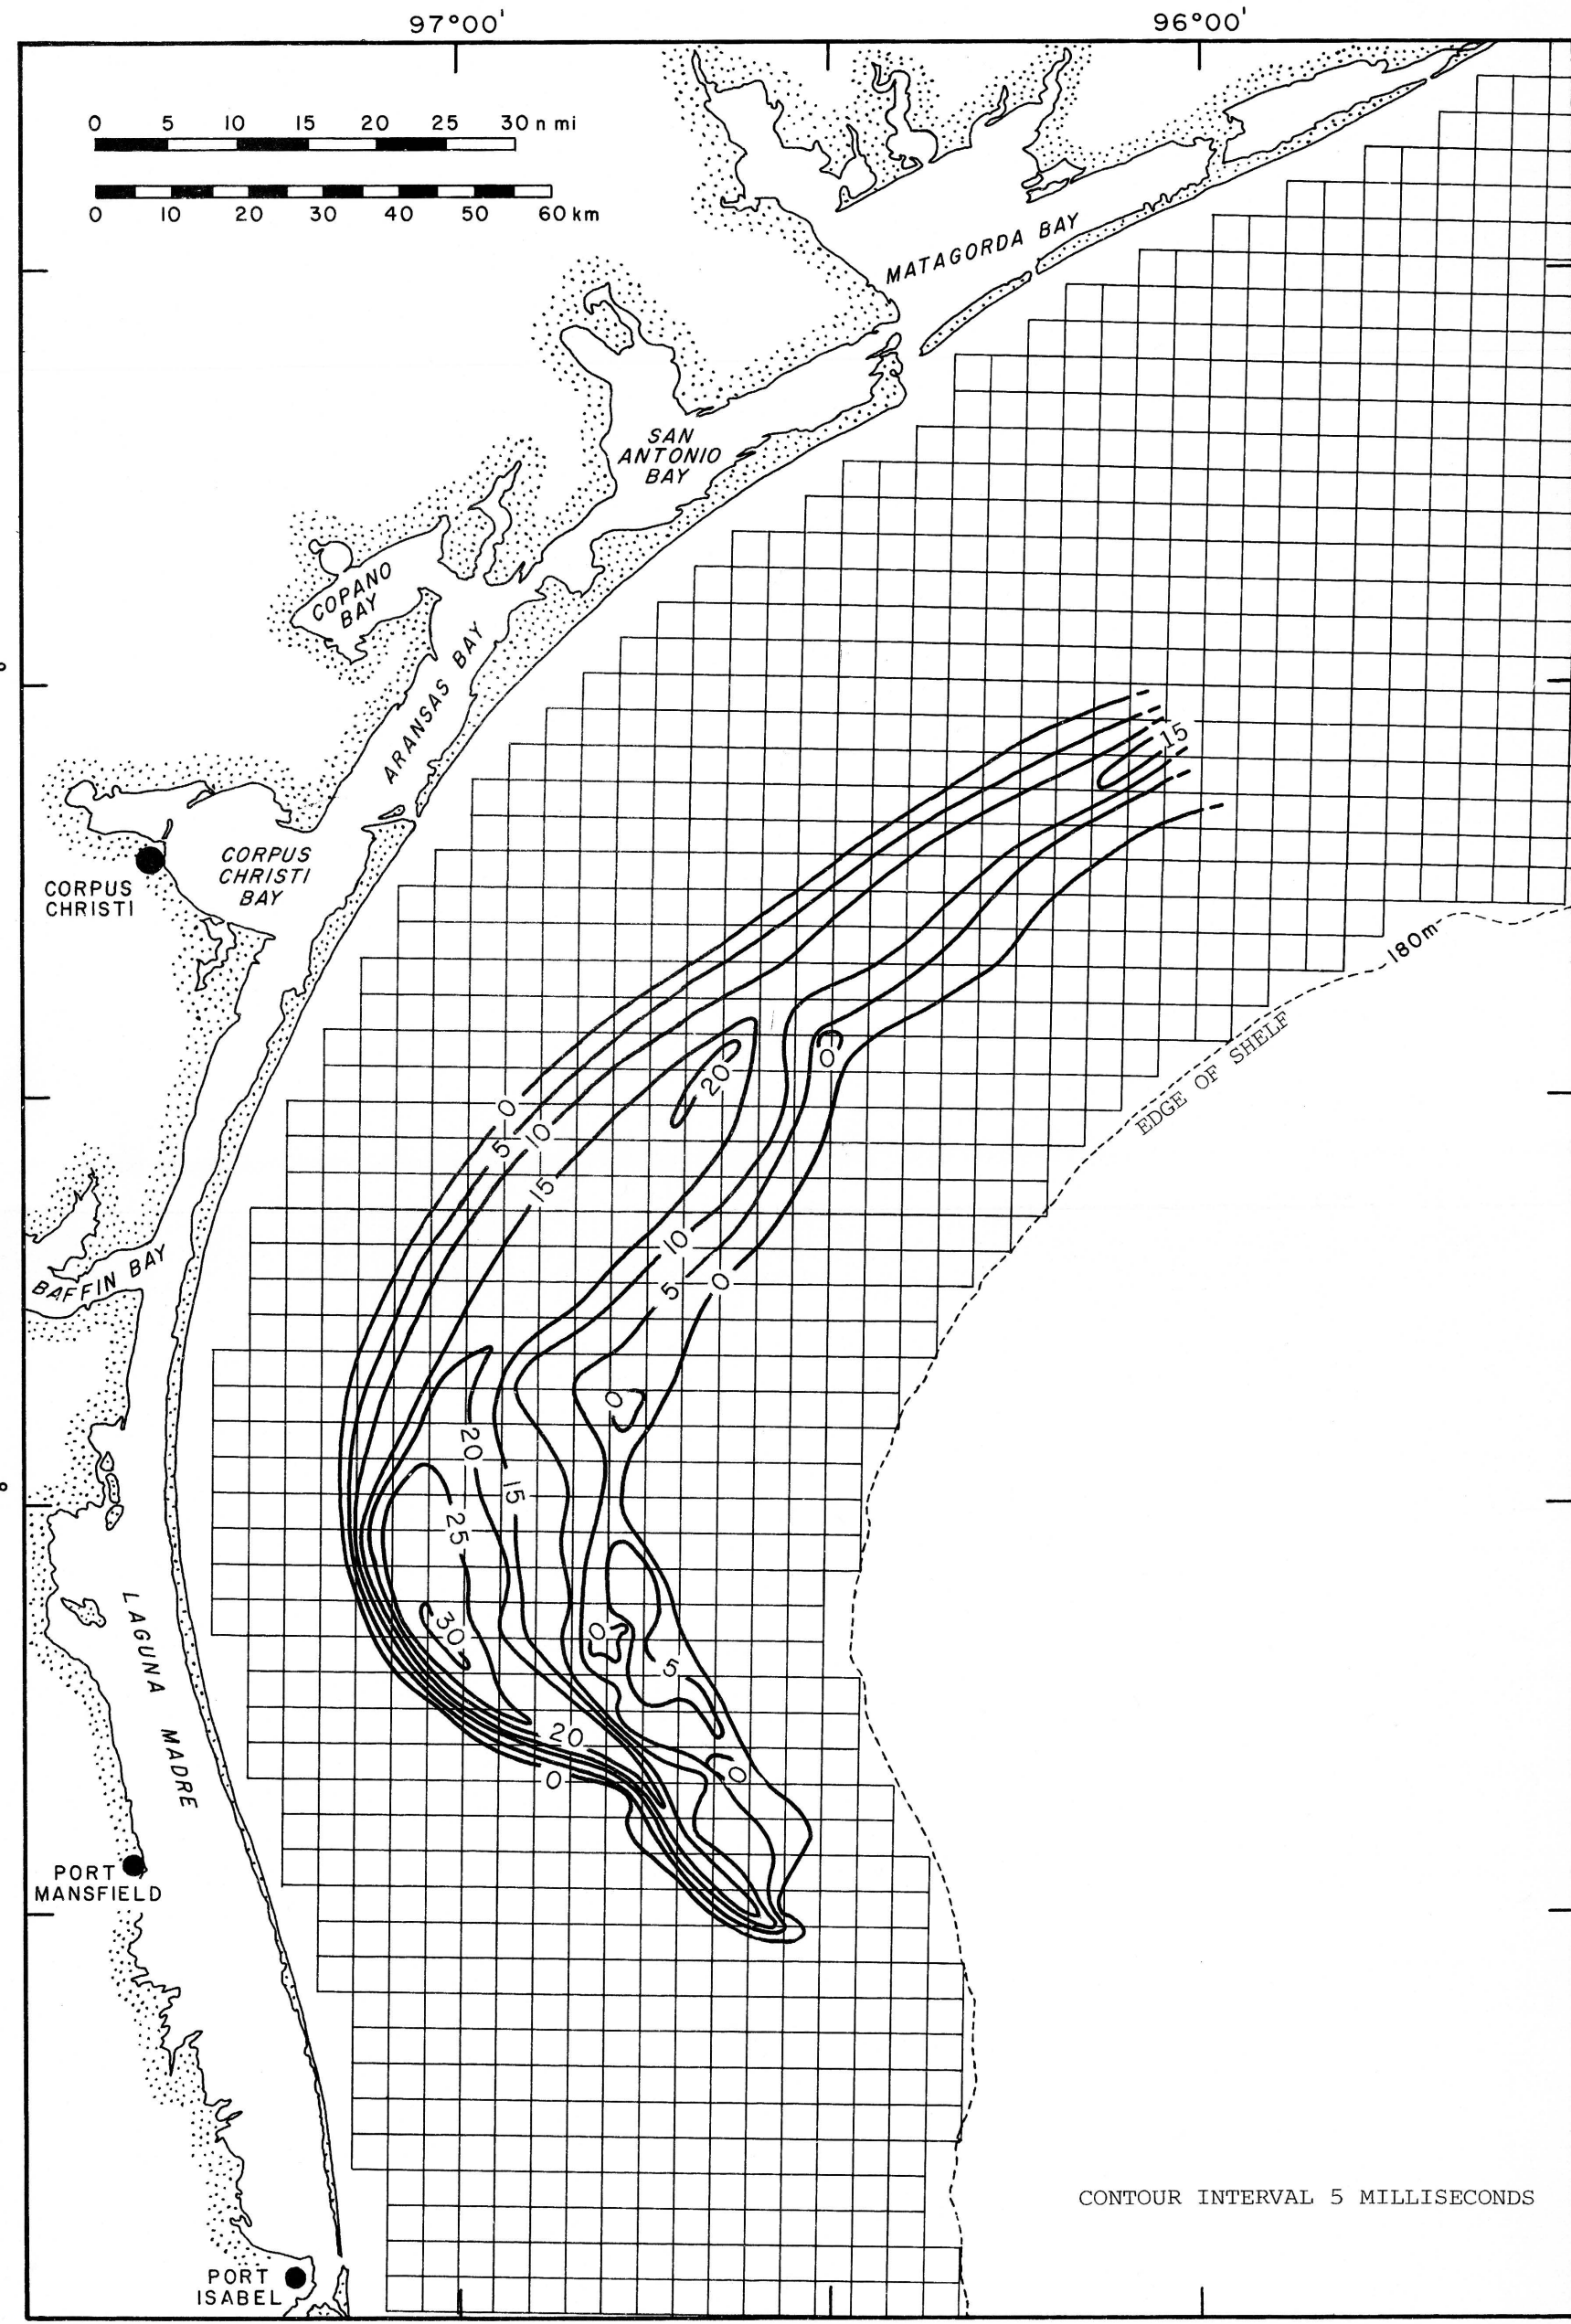 97°00'
96°00'
0 5 10 15 20 25 30 n mi
0 10 20 30 40 50 60 km
MATAGORDA BAY
SAN
ANTONIO
BAY
COPANO
BAY
ARANSAS BAY
15
CORPUS
CHRISTI
BAY
CORPUS
CHRISTI
180m
EDGE OF SHELF
0
20
0
5
10
15
10
5
0
BAFFIN BAY
0
20
15
25
30
0
5
LAGUNA MADRE
20
0
0
PORT
MANSFIELD
CONTOUR INTERVAL 5 MILLISECONDS
PORT
ISABEL